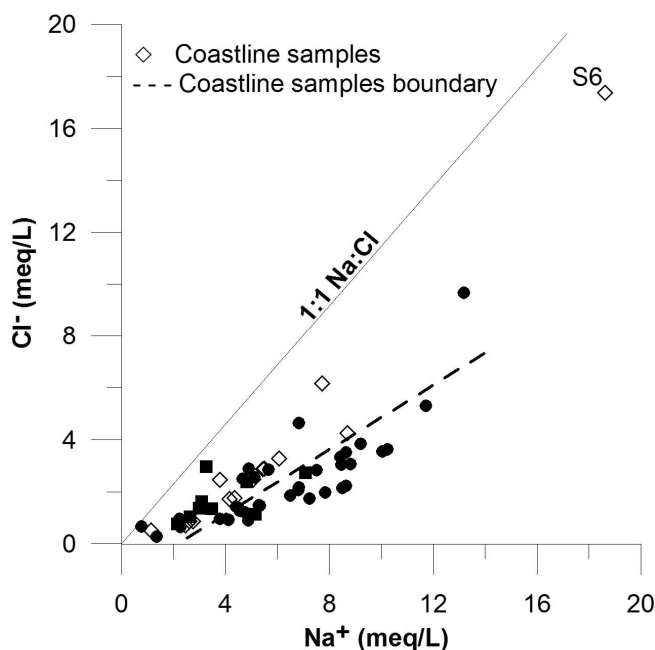 20
Coastline samples
Coastline samples boundary
S6
16
12
1:1 Na:Cl
Cl- (meq/L)
8
4
0
0 4 8 12 16 20
Na+ (meq/L)